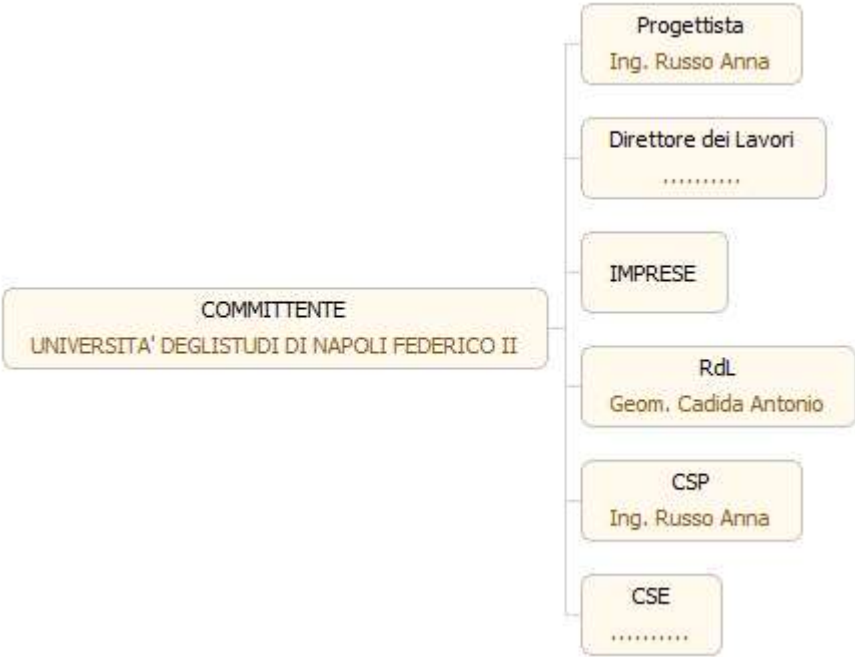 Progettista
Ing. Russo Anna
Direttore dei Lavori
..........
IMPRESE
COMMITTENTE
UNIVERSITA' DEGLISTUDI DI NAPOLI FEDERICO II
RdL
Geom. Cadida Antonio
CSP
Ing. Russo Anna
CSE
..........